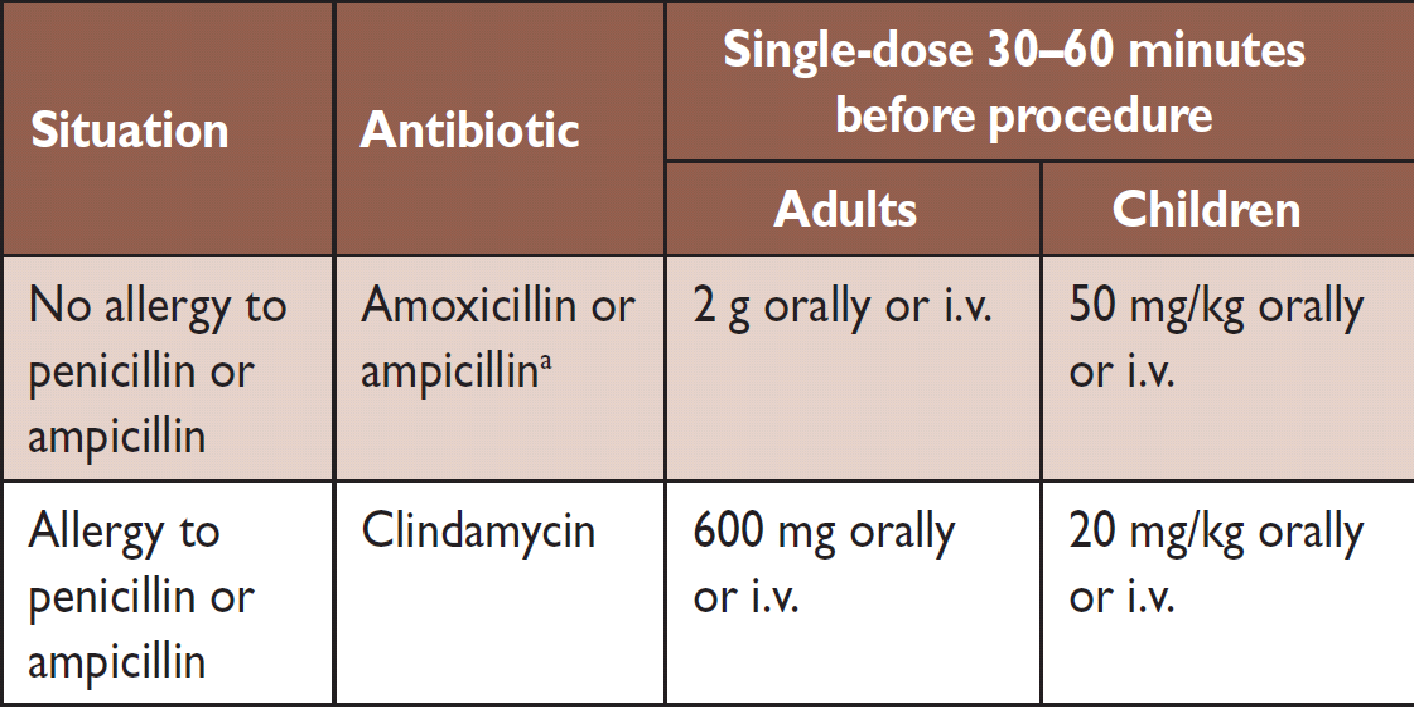 Situation
Antibiotic
Single-dose 30–60 minutes
before procedure
Adults
Children
No allergy to
penicillin or
ampicillin
Amoxicillin or
ampicillinᵃ
2 g orally or i.v.
50 mg/kg orally
or i.v.
Allergy to
penicillin or
ampicillin
Clindamycin
600 mg orally
or i.v.
20 mg/kg orally
or i.v.